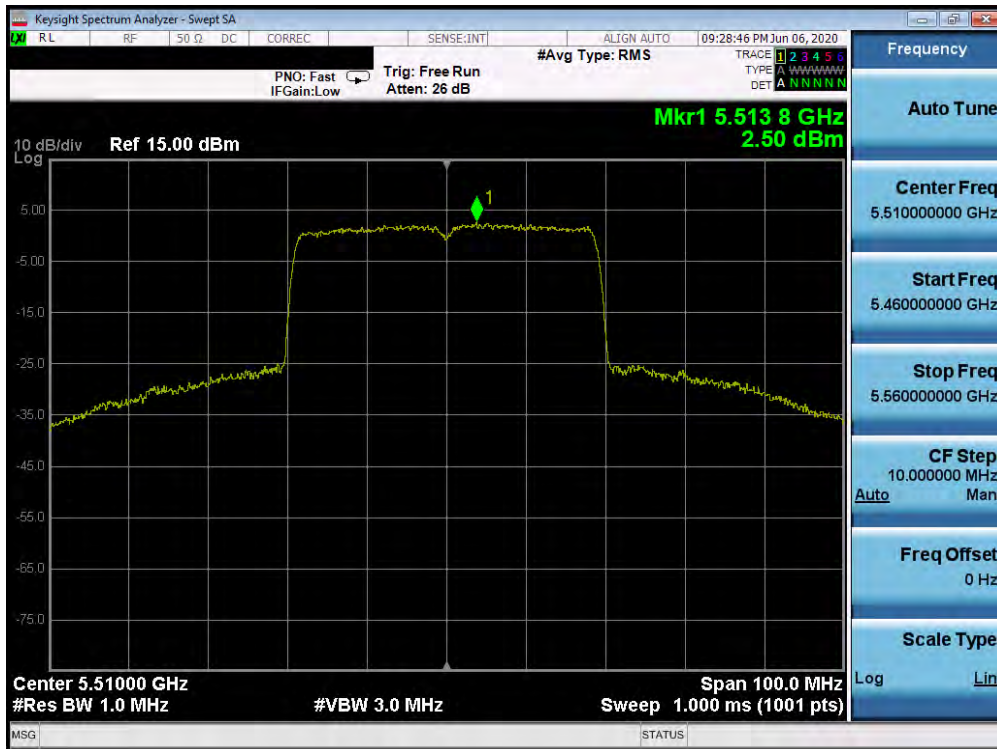 Keysight Spectrum Analyzer - Swept SA
LXI RL RF 50 Ω DC CORREC SENSE:INT ALIGN AUTO 09:28:46 PM Jun 06, 2020
#Avg Type: RMS TRACE 1 2 3 4 5 6
PNO: Fast Trig: Free Run TYPE A WWWWW
IFGain:Low Atten: 26 dB DET A N N N N N
Mkr1 5.513 8 GHz
10 dB/div Ref 15.00 dBm 2.50 dBm
Log
1
5.00
-5.00
-15.0
-25.0
-35.0
-45.0
-55.0
-65.0
-75.0
Center 5.51000 GHz Span 100.0 MHz
#Res BW 1.0 MHz #VBW 3.0 MHz Sweep 1.000 ms (1001 pts)
MSG STATUS
Frequency
Auto Tune
Center Freq
5.510000000 GHz
Start Freq
5.460000000 GHz
Stop Freq
5.560000000 GHz
CF Step
10.000000 MHz
Auto Man
Freq Offset
0 Hz
Scale Type
Log Lin